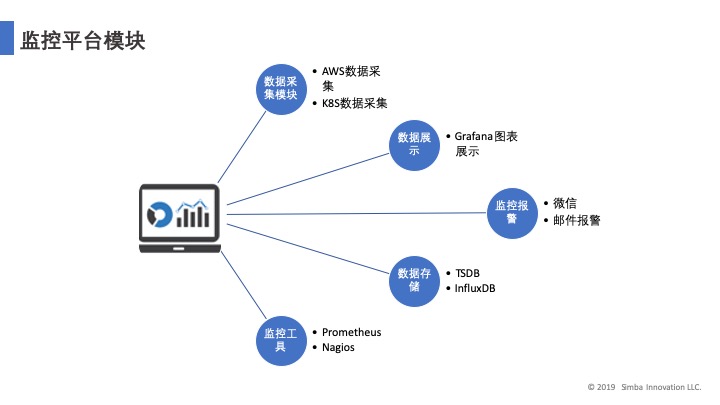 监控平台模块
数据采
集模块
• AWS数据采
集
• K8S数据采集
数据展
示
• Grafana图表
展示
监控报
警
• 微信
• 邮件报警
数据存
储
• TSDB
• InfluxDB
监控工
具
• Prometheus
• Nagios
© 2019 Simba Innovation LLC.